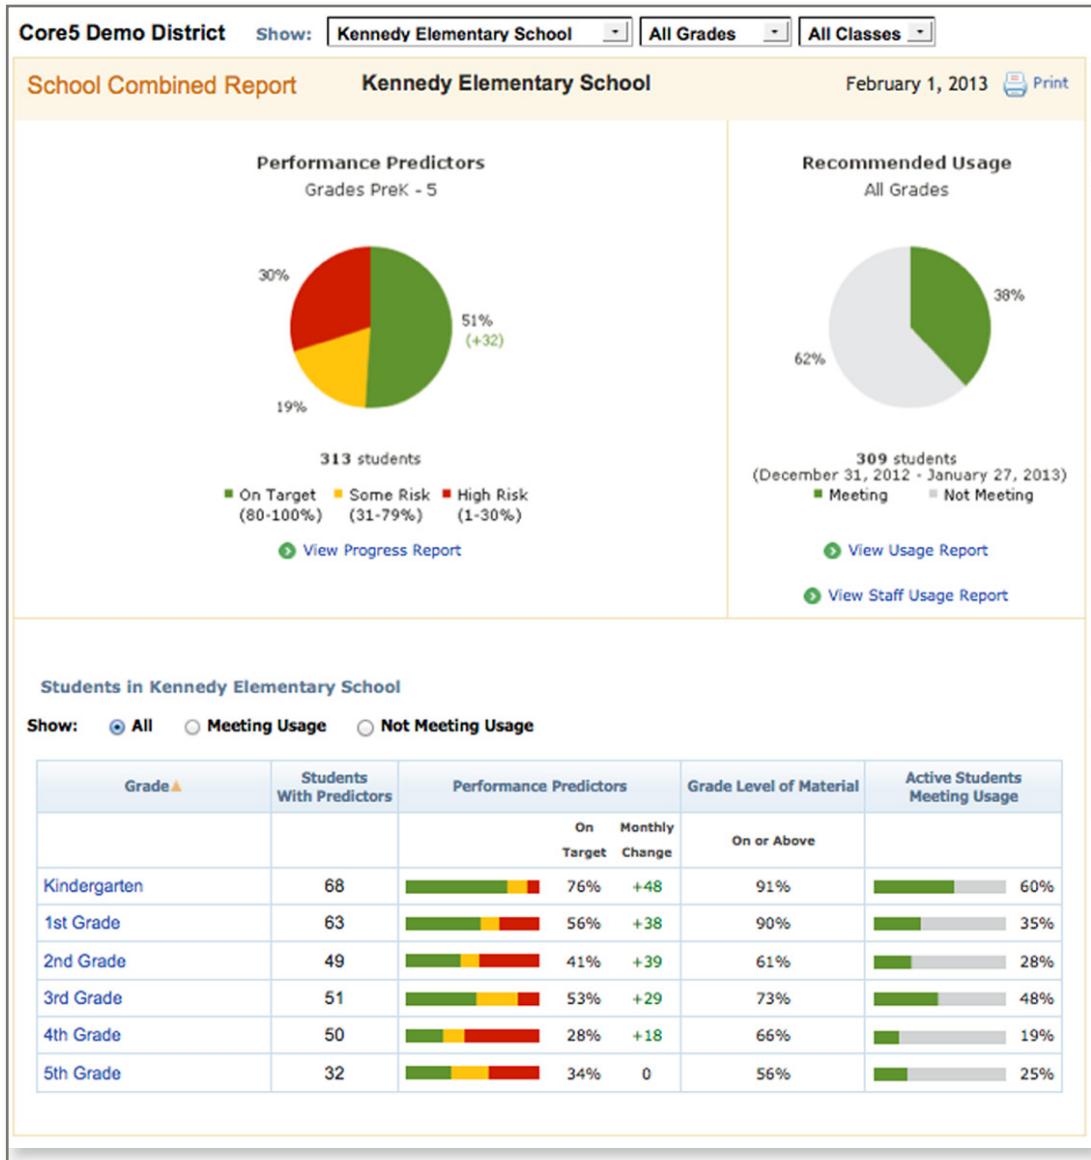 Core5 Demo District Show: Kennedy Elementary School All Grades All Classes
School Combined Report Kennedy Elementary School February 1, 2013 Print
Performance Predictors
Grades PreK - 5
30%
51%
(+32)
19%
313 students
On Target Some Risk High Risk
(80-100%) (31-79%) (1-30%)
View Progress Report
Recommended Usage
All Grades
38%
62%
309 students
(December 31, 2012 - January 27, 2013)
Meeting Not Meeting
View Usage Report
View Staff Usage Report
Students in Kennedy Elementary School
Show: All Meeting Usage Not Meeting Usage
Grade Students With Predictors Performance Predictors Grade Level of Material Active Students Meeting Usage
On Target Monthly Change On or Above
Kindergarten 68 76% +48 91% 60%
1st Grade 63 56% +38 90% 35%
2nd Grade 49 41% +39 61% 28%
3rd Grade 51 53% +29 73% 48%
4th Grade 50 28% +18 66% 19%
5th Grade 32 34% 0 56% 25%